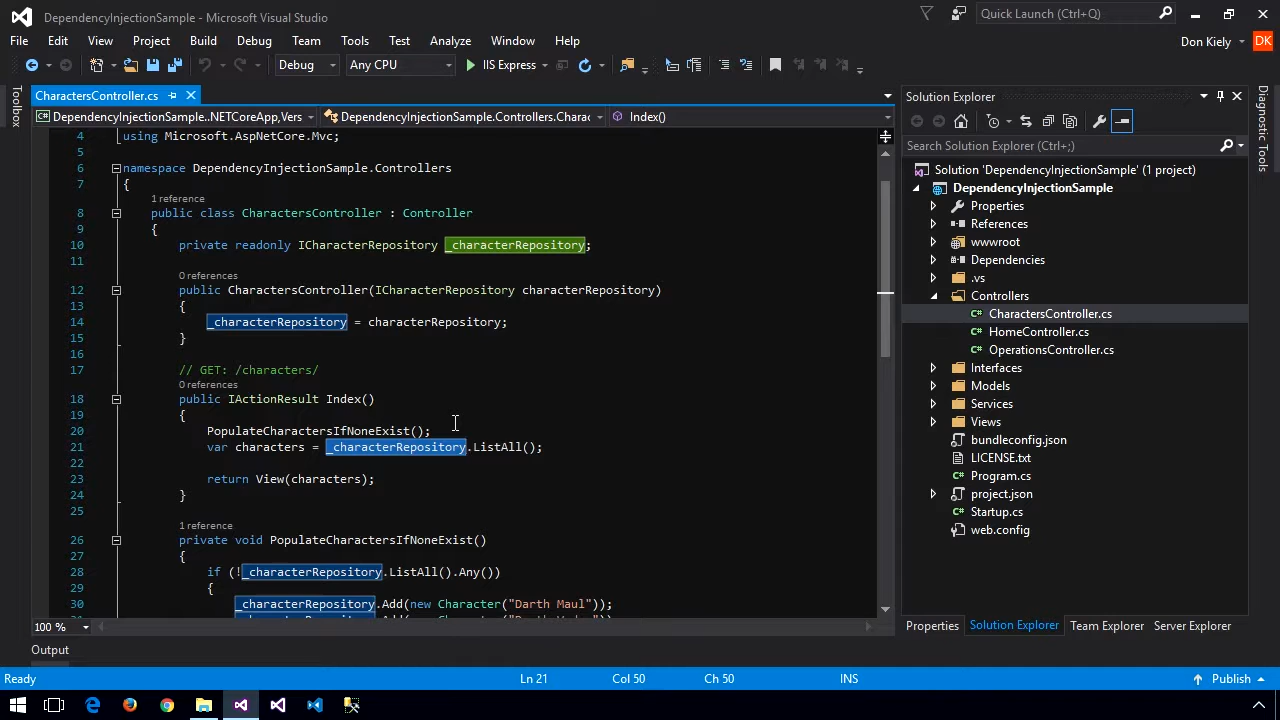 DependencyInjectionSample - Microsoft Visual Studio
Quick Launch (Ctrl+Q)
File Edit View Project Build Debug Team Tools Test Analyze Window Help
Don Kiely DK
Debug Any CPU IIS Express
Toolbox
CharactersController.cs
DependencyInjectionSample..NETCoreApp,Vers
DependencyInjectionSample.Controllers.Charac
Index()
4 using Microsoft.AspNetCore.Mvc;
5
6 namespace DependencyInjectionSample.Controllers
7 {
1 reference
8 public class CharactersController : Controller
9 {
10 private readonly ICharacterRepository _characterRepository;
11
0 references
12 public CharactersController(ICharacterRepository characterRepository)
13 {
14 _characterRepository = characterRepository;
15 }
16
17 // GET: /characters/
0 references
18 public IActionResult Index()
19 {
20 PopulateCharactersIfNoneExist();
21 var characters = _characterRepository.ListAll();
22
23 return View(characters);
24 }
25
1 reference
26 private void PopulateCharactersIfNoneExist()
27 {
28 if (!_characterRepository.ListAll().Any())
29 {
30 _characterRepository.Add(new Character("Darth Maul"));
100 %
Output
Solution Explorer
Search Solution Explorer (Ctrl+;)
Solution 'DependencyInjectionSample' (1 project)
DependencyInjectionSample
Properties
References
wwwroot
Dependencies
.vs
Controllers
C# CharactersController.cs
C# HomeController.cs
C# OperationsController.cs
Interfaces
Models
Services
Views
bundleconfig.json
LICENSE.txt
C# Program.cs
project.json
C# Startup.cs
web.config
Properties Solution Explorer Team Explorer Server Explorer
Diagnostic Tools
Ready Ln 21 Col 50 Ch 50 INS Publish